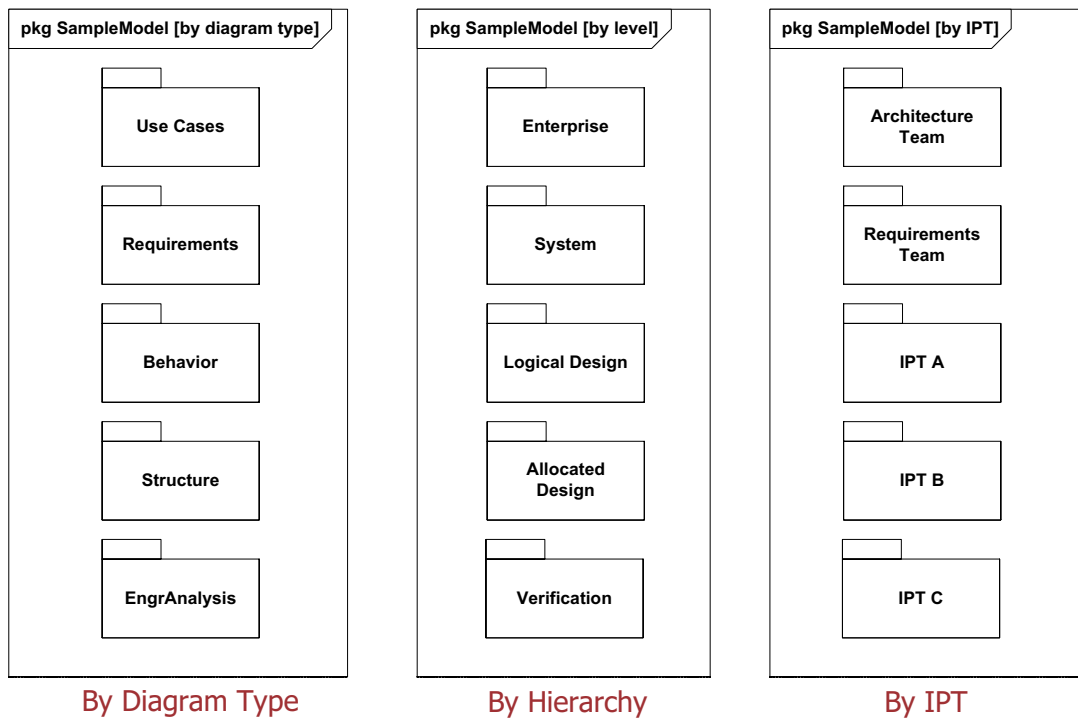 pkg SampleModel [by diagram type]
Use Cases
Requirements
Behavior
Structure
EngrAnalysis
By Diagram Type
pkg SampleModel [by level]
Enterprise
System
Logical Design
Allocated
Design
Verification
By Hierarchy
pkg SampleModel [by IPT]
Architecture
Team
Requirements
Team
IPT A
IPT B
IPT C
By IPT